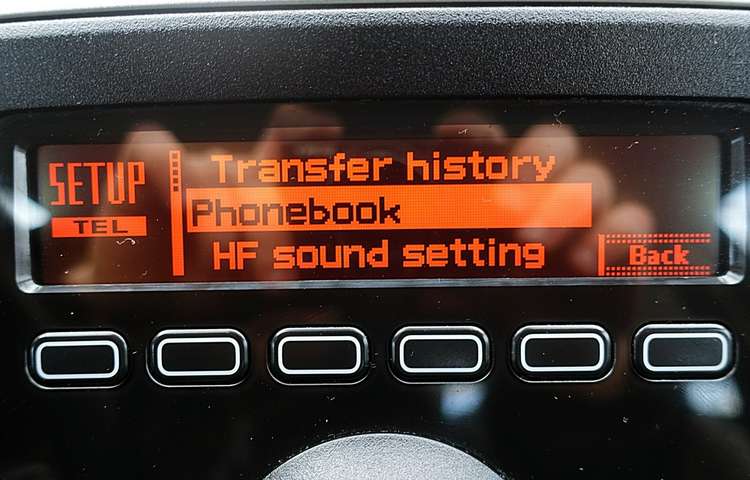 SETUP
TEL
Transfer history
Phonebook
HF sound setting
Back